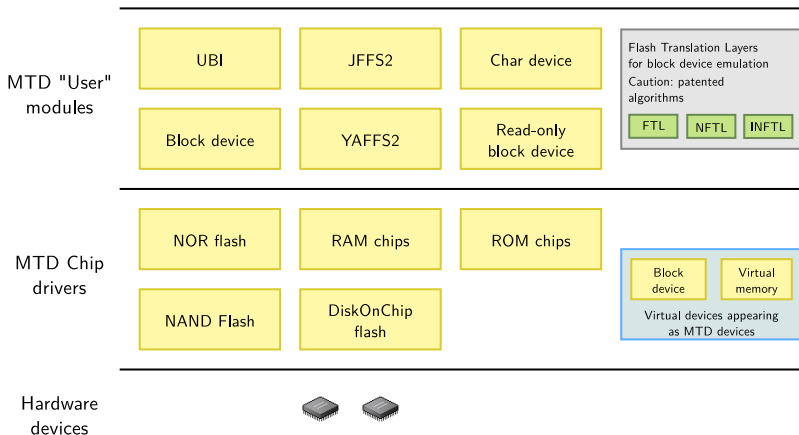 MTD "User"
modules
UBI
JFFS2
Char device
Block device
YAFFS2
Read-only
block device
Flash Translation Layers
for block device emulation
Caution: patented
algorithms
FTL
NFTL
INFTL
MTD Chip
drivers
NOR flash
RAM chips
ROM chips
NAND Flash
DiskOnChip
flash
Block
device
Virtual
memory
Virtual devices appearing
as MTD devices
Hardware
devices